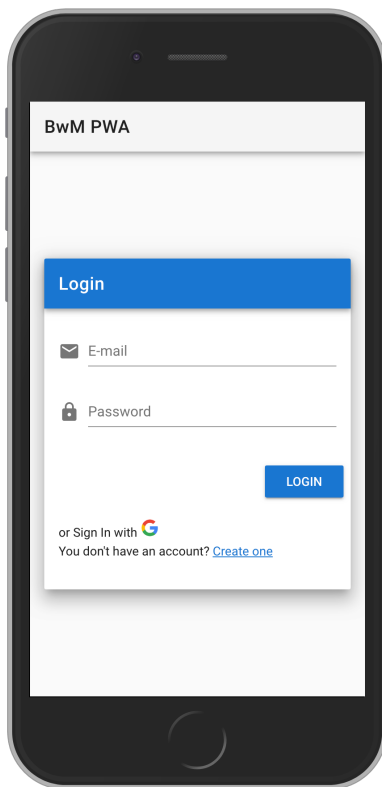 BwM PWA
Login
E-mail
Password
LOGIN
or Sign In with
You don't have an account? Create one